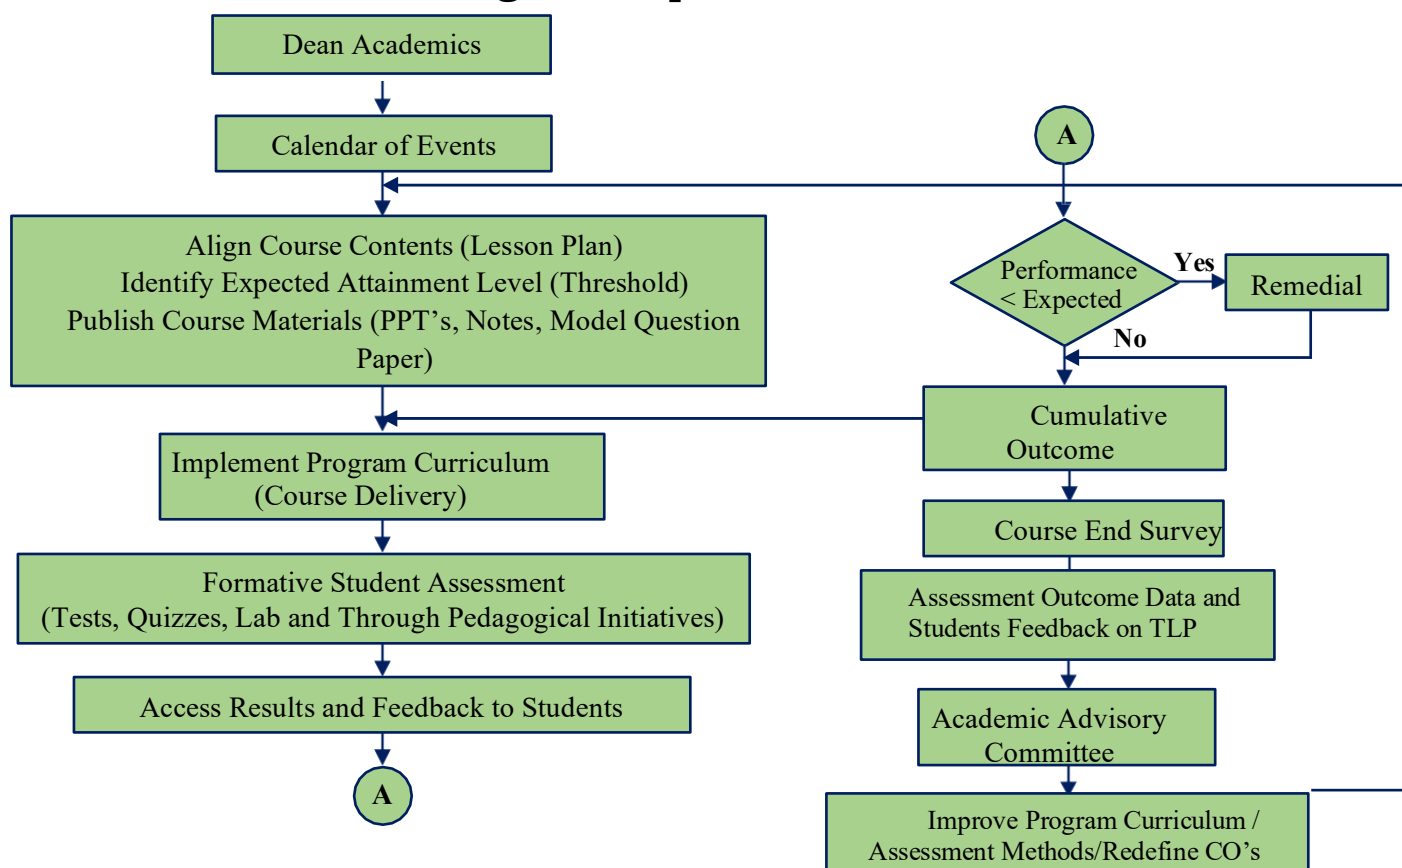 Dean Academics
Calendar of Events
Align Course Contents (Lesson Plan)
Identify Expected Attainment Level (Threshold)
Publish Course Materials (PPT's, Notes, Model Question
Paper)
Implement Program Curriculum
(Course Delivery)
Formative Student Assessment
(Tests, Quizzes, Lab and Through Pedagogical Initiatives)
Access Results and Feedback to Students
A
A
Performance
< Expected
Yes
Remedial
No
Cumulative
Outcome
Course End Survey
Assessment Outcome Data and
Students Feedback on TLP
Academic Advisory
Committee
Improve Program Curriculum /
Assessment Methods/Redefine CO's